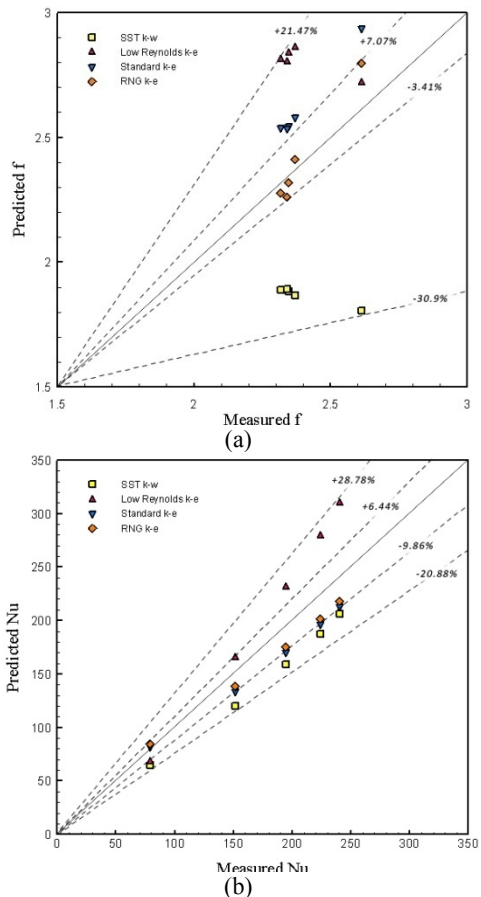 SST k-w
Low Reynolds k-e
Standard k-e
RNG k-e
+21.47%
+7.07%
-3.41%
-30.9%
3
2.5
2
1.5
Predicted f
1.5
2
2.5
3
Measured f
(a)
SST k-w
Low Reynolds k-e
Standard k-e
RNG k-e
+28.78%
+6.44%
-9.86%
-20.88%
350
300
250
200
150
100
50
0
Predicted Nu
0
50
100
150
200
250
300
350
Measured Nu
(b)